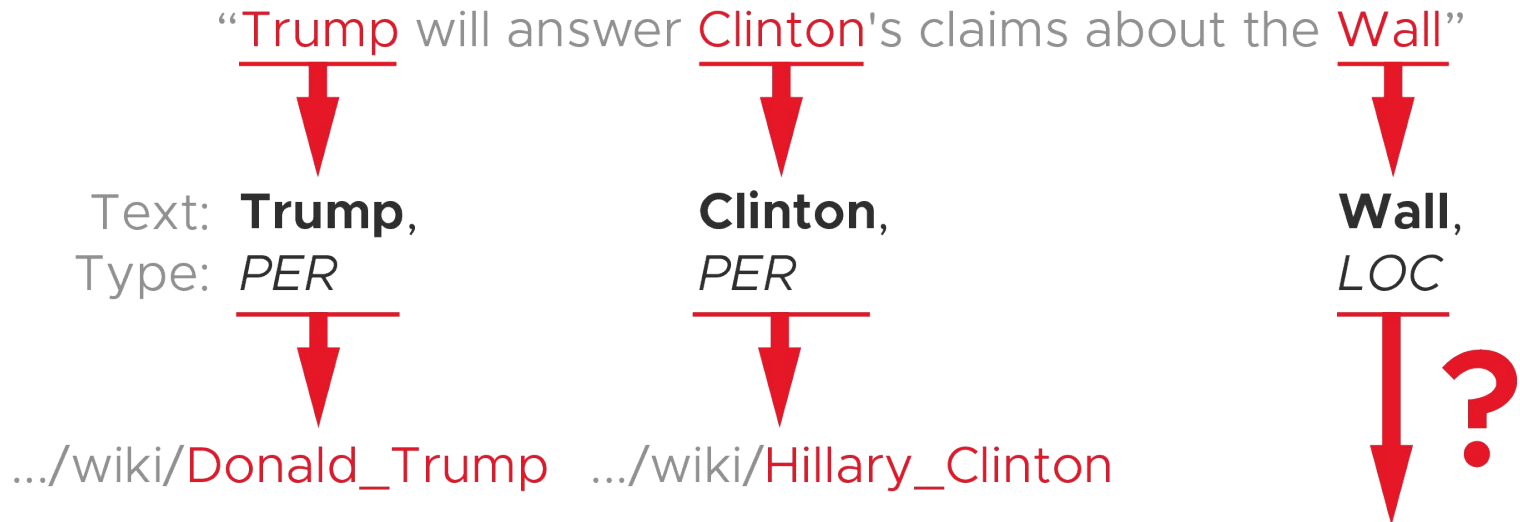 “Trump will answer Clinton's claims about the Wall”
Text: Trump, Clinton, Wall,
Type: PER PER LOC
?
.../wiki/Donald_Trump .../wiki/Hillary_Clinton